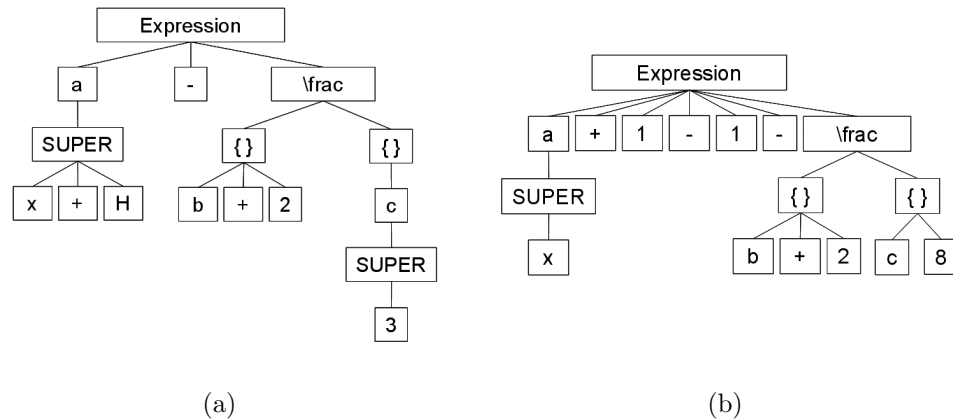 Expression
a - \frac
SUPER { } { }
x + H b + 2 c
SUPER
3
(a)
Expression
a + 1 - 1 - \frac
SUPER { } { }
x b + 2 c 8
(b)